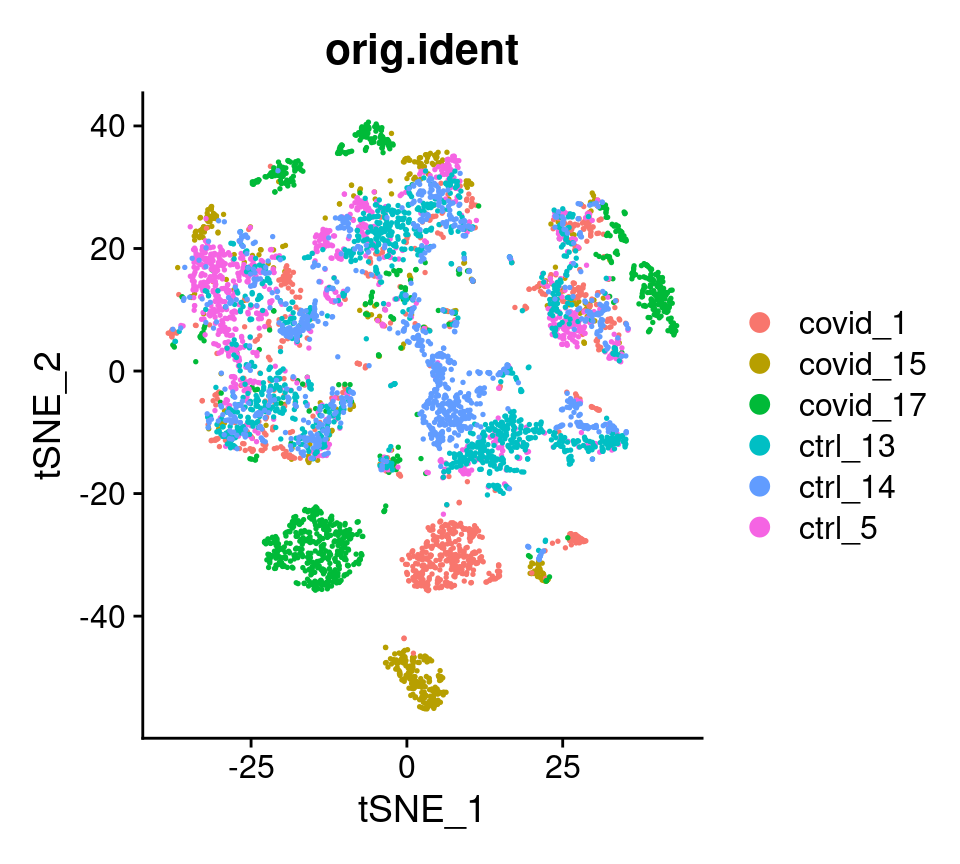 orig.ident
tSNE_2
40
20
0
-20
-40
-25
0
25
tSNE_1
covid_1
covid_15
covid_17
ctrl_13
ctrl_14
ctrl_5